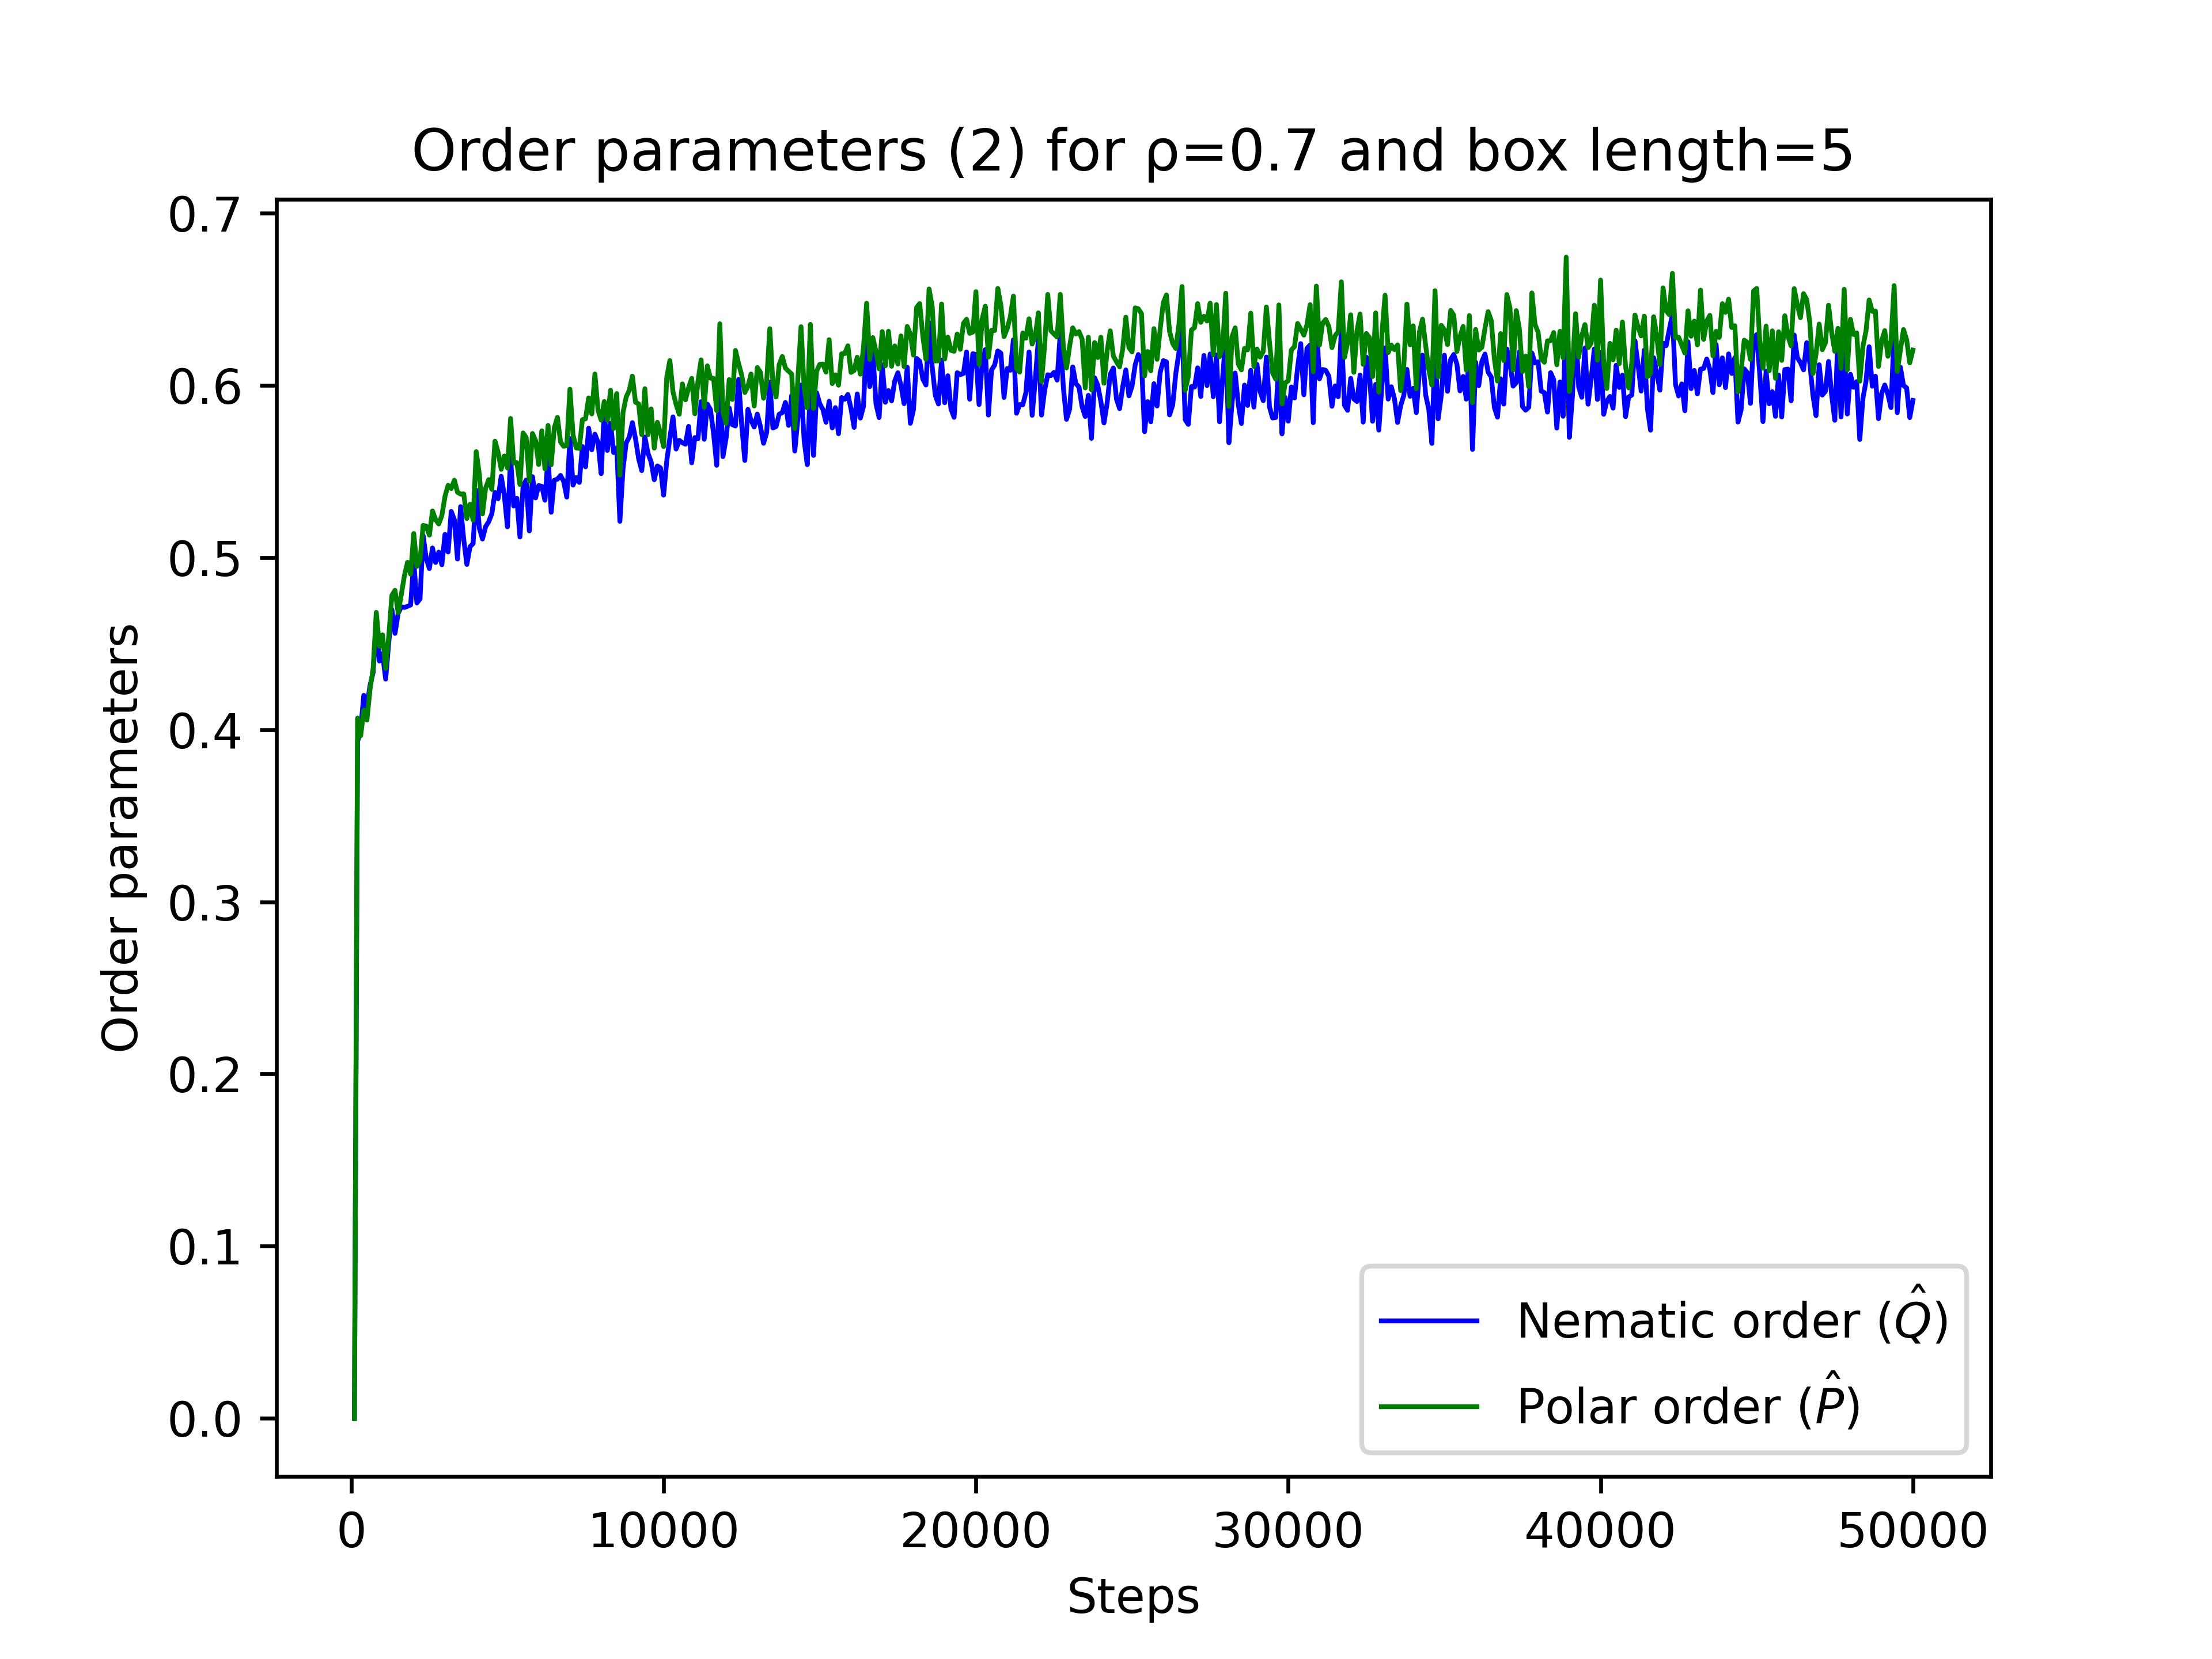 Order parameters (2) for ρ=0.7 and box length=5
Order parameters
0.7
0.6
0.5
0.4
0.3
0.2
0.1
0.0
Nematic order (Q̂)
Polar order (P̂)
0 10000 20000 30000 40000 50000
Steps